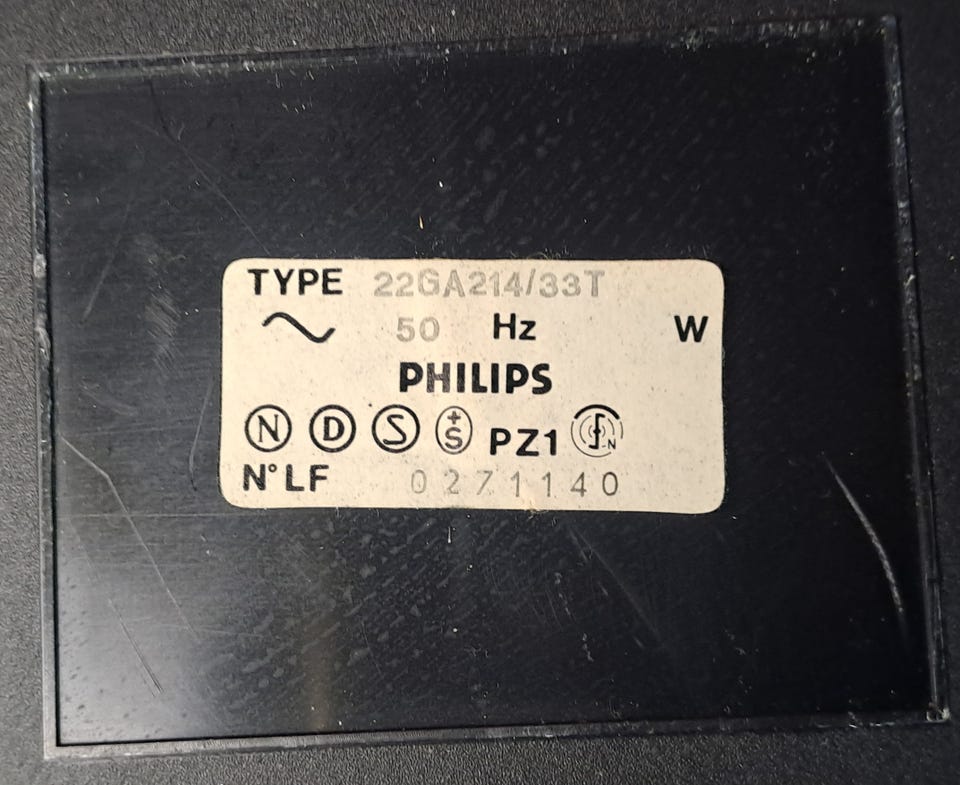 TYPE 22GA214/33T
50 Hz W
PHILIPS
N D S +S PZ1 N
N° LF 0271140